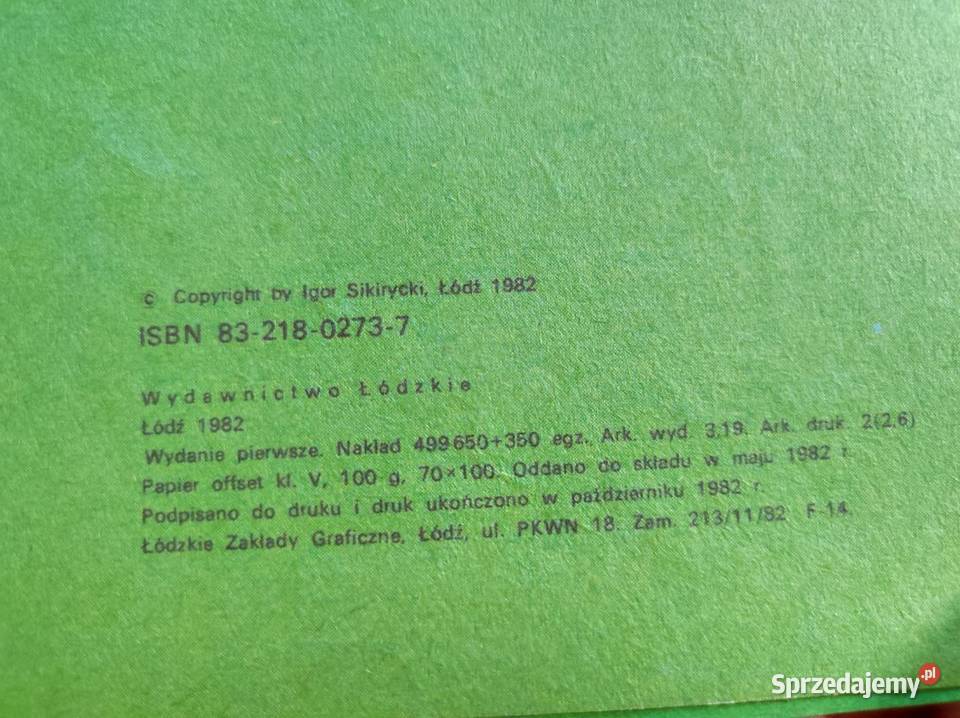 c Copyright by Igor Sikirycki, Łódź 1982
ISBN 83-218-0273-7
Wydawnictwo Łódzkie
Łódź 1982
Wydanie pierwsze. Nakład 499650+350 egz. Ark. wyd. 3,19. Ark. druk. 2(2,6)
Papier offset kl. V, 100 g, 70×100. Oddano do składu w maju 1982 r.
Podpisano do druku i druk ukończono w październiku 1982 r.
Łódzkie Zakłady Graficzne, Łódź, ul. PKWN 18. Zam. 213/11/82 F-14
Sprzedajemy.pl